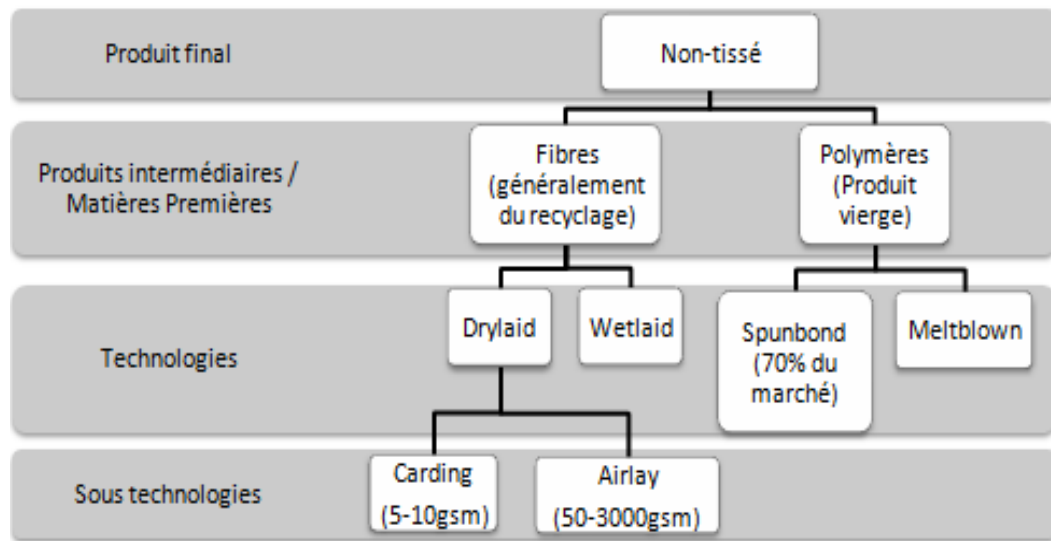 Produit final
Non-tissé
Produits intermédiaires /
Matières Premières
Fibres
(généralement
du recyclage)
Polymères
(Produit
vierge)
Technologies
Drylaid
Wetlaid
Spunbond
(70% du
marché)
Meltblown
Sous technologies
Carding
(5-10gsm)
Airlay
(50-3000gsm)